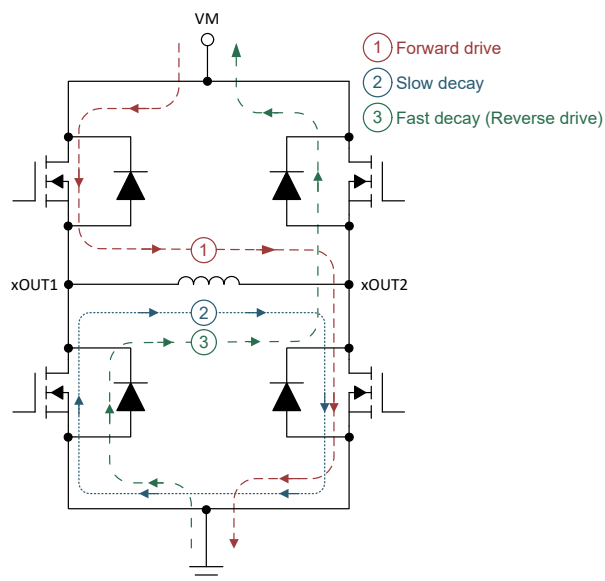 VM
1 Forward drive
2 Slow decay
3 Fast decay (Reverse drive)
1
xOUT1
xOUT2
2
3